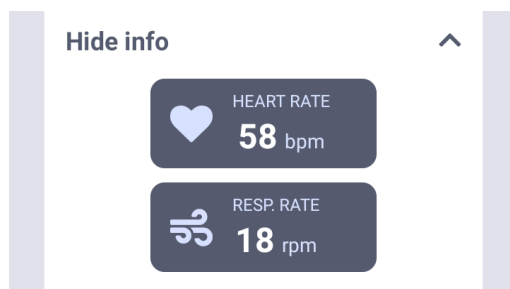 Hide info
HEART RATE
58 bpm
RESP. RATE
18 rpm